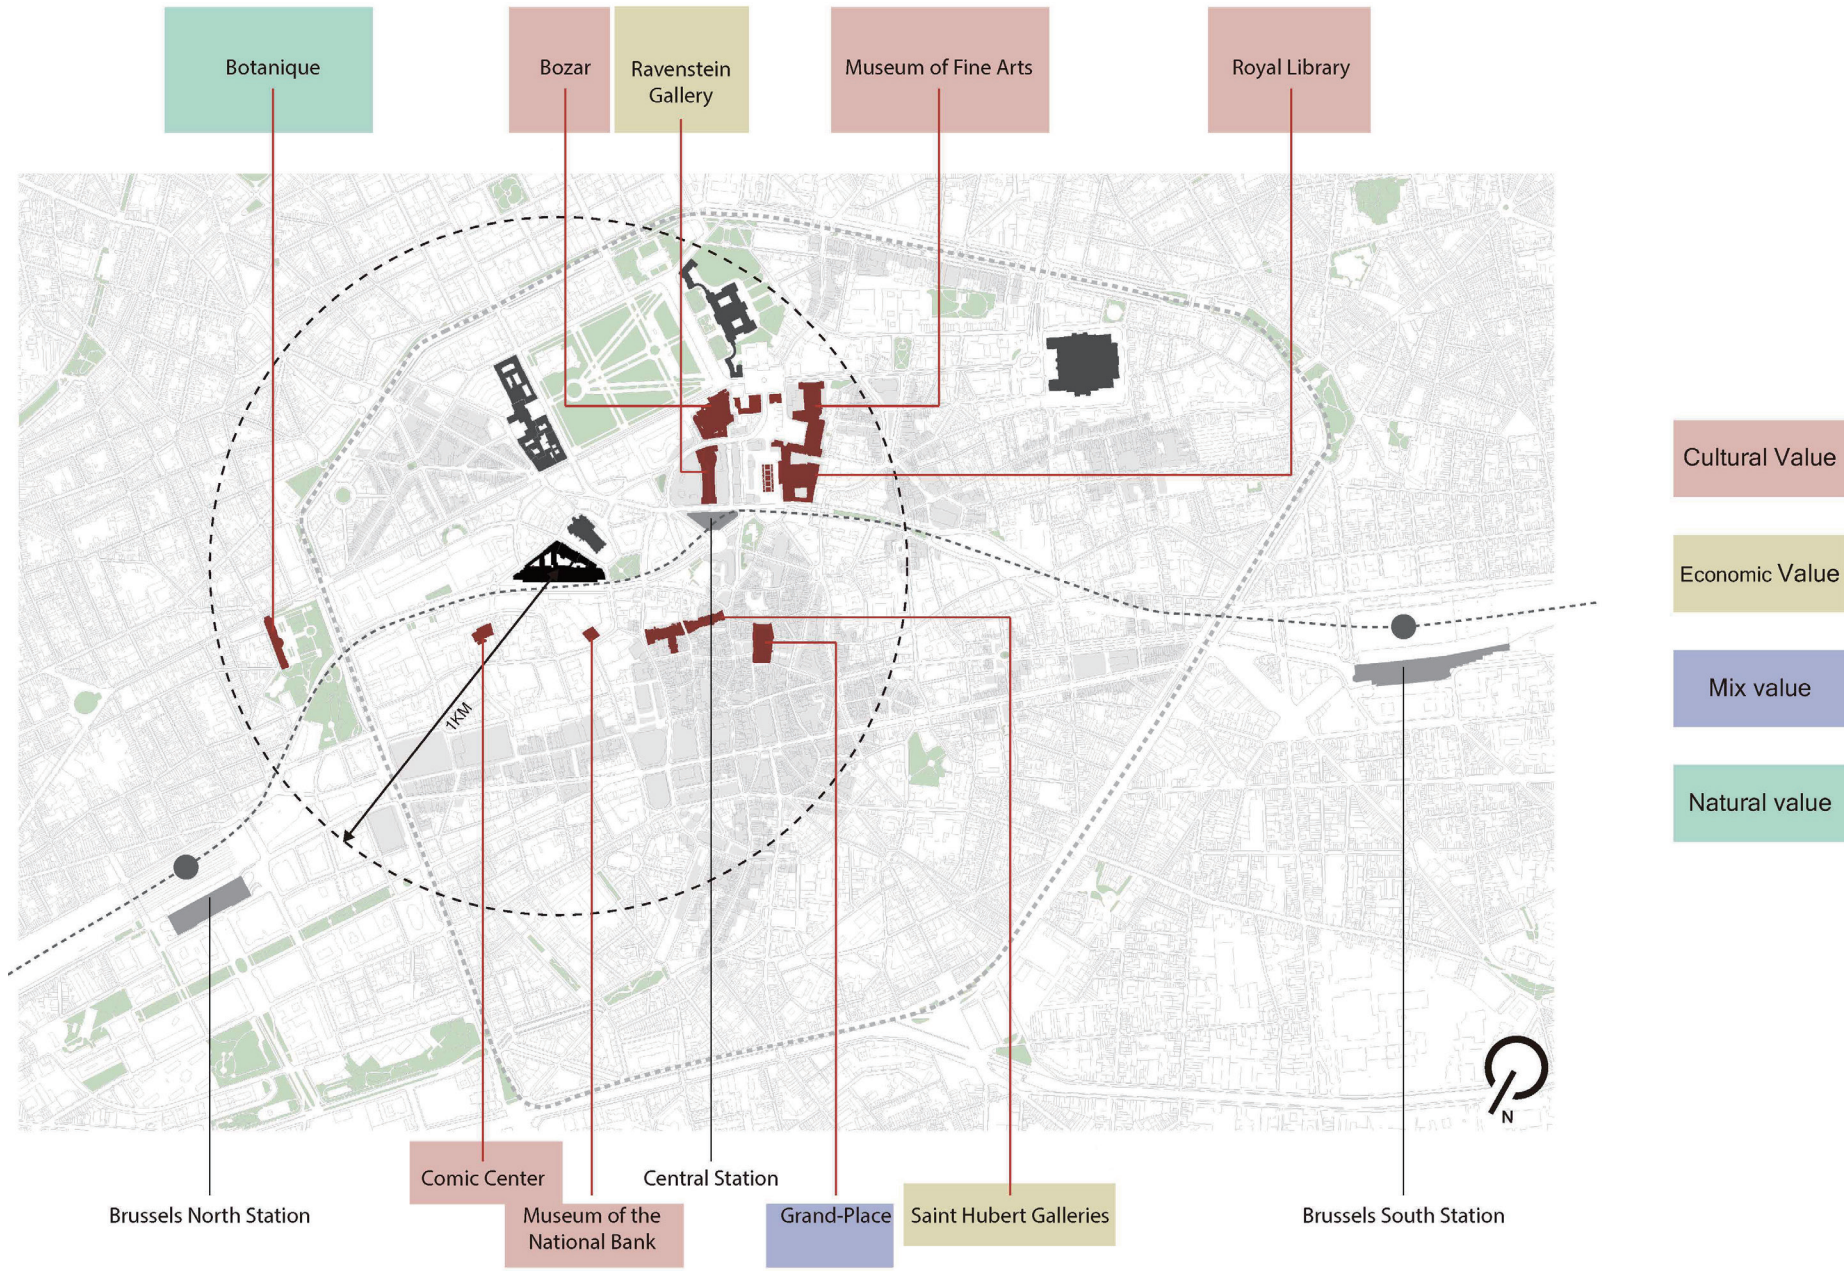 Botanique
Bozar
Ravenstein
Gallery
Museum of Fine Arts
Royal Library
Cultural Value
Economic Value
Mix value
Natural value
1KM
N
Comic Center
Central Station
Brussels North Station
Museum of the
National Bank
Grand-Place
Saint Hubert Galleries
Brussels South Station